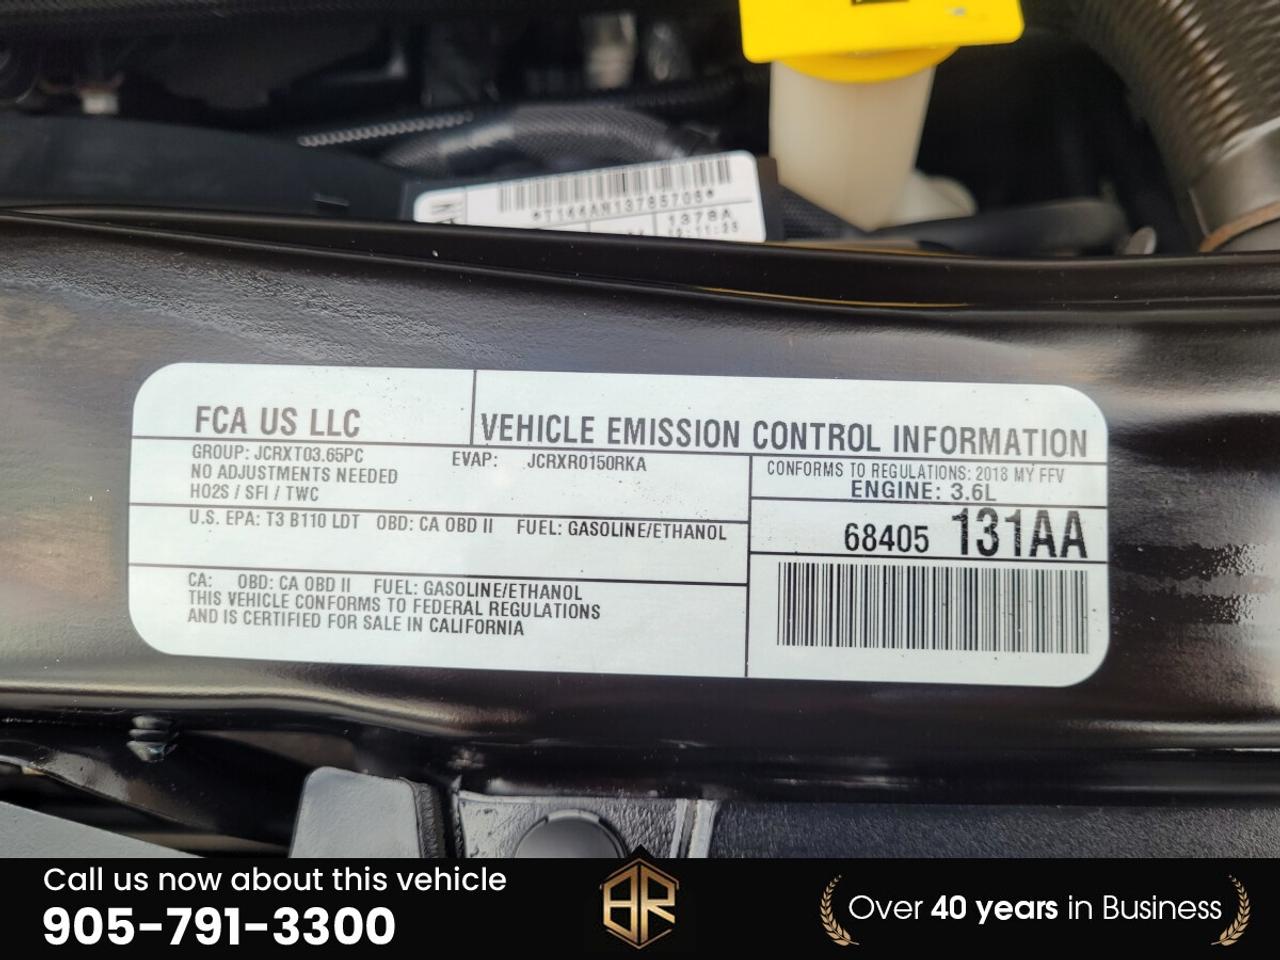 *T144AN13785706*
1378A
FCA US LLC
VEHICLE EMISSION CONTROL INFORMATION
GROUP: JCRXT03.65PC EVAP: JCRXR0150RKA
NO ADJUSTMENTS NEEDED
HO2S / SFI / TWC
CONFORMS TO REGULATIONS: 2018 MY FFV
ENGINE: 3.6L
U.S. EPA: T3 B110 LDT OBD: CA OBD II FUEL: GASOLINE/ETHANOL
68405 131AA
CA: OBD: CA OBD II FUEL: GASOLINE/ETHANOL
THIS VEHICLE CONFORMS TO FEDERAL REGULATIONS
AND IS CERTIFIED FOR SALE IN CALIFORNIA
Call us now about this vehicle
905-791-3300
BR
Over 40 years in Business